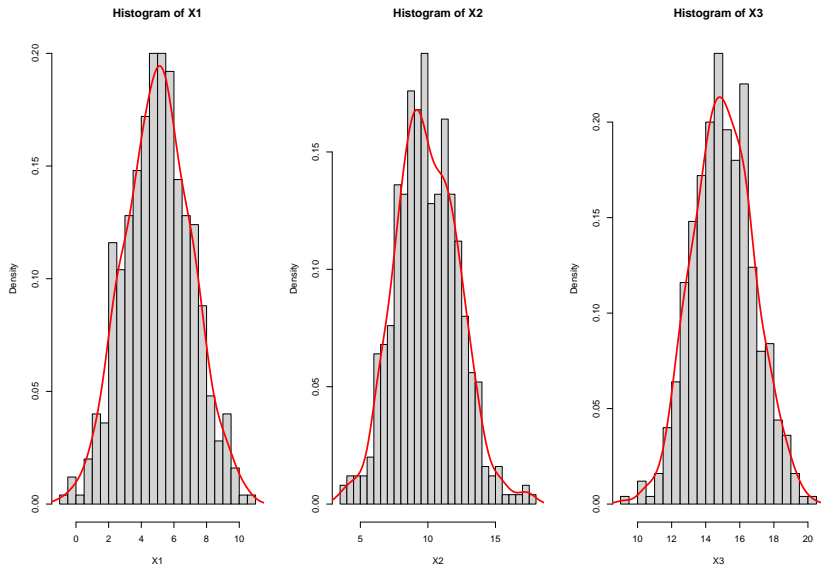 Histogram of X1
Density
0.00 0.05 0.10 0.15 0.20
0 2 4 6 8 10
X1
Histogram of X2
Density
0.00 0.05 0.10 0.15
5 10 15
X2
Histogram of X3
Density
0.00 0.05 0.10 0.15 0.20
10 12 14 16 18 20
X3